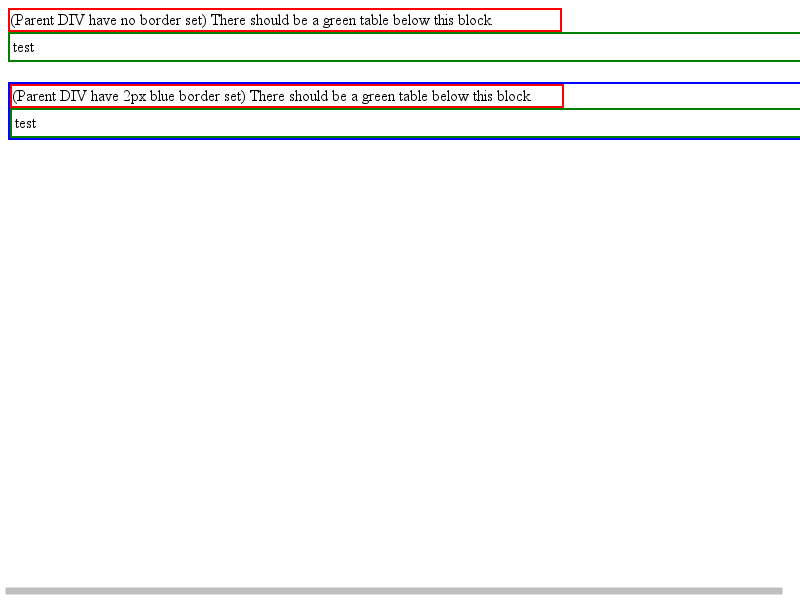 (Parent DIV have no border set) There should be a green table below this block.
test
(Parent DIV have 2px blue border set) There should be a green table below this block.
test